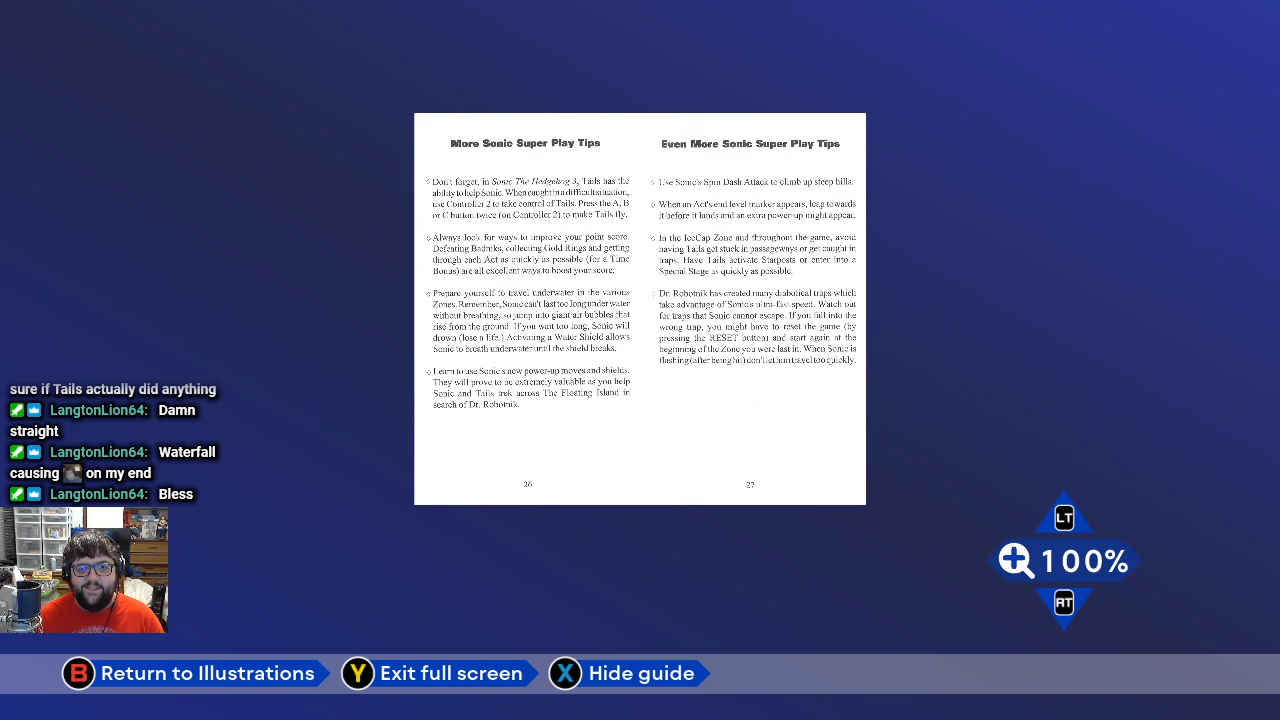 More Sonic Super Play Tips
◇ Don't forget, in Sonic The Hedgehog 3, Tails has the
ability to help Sonic. When caught in a difficult situation,
use Controller 2 to take control of Tails. Press the A, B
or C button twice (on Controller 2) to make Tails fly.
◇ Always look for ways to improve your point score.
Defeating Badniks, collecting Gold Rings and getting
through each Act as quickly as possible (for a Time
Bonus) are all excellent ways to boost your score.
◇ Prepare yourself to travel underwater in the various
Zones. Remember, Sonic can't last too long under water
without breathing, so jump into giant air bubbles that
rise from the ground. If you wait too long, Sonic will
drown (lose a life.) Activating a Water Shield allows
Sonic to breath underwater until the shield breaks.
◇ Learn to use Sonic's new power-up moves and shields.
They will prove to be extremely valuable as you help
Sonic and Tails trek across The Floating Island in
search of Dr. Robotnik.
26
Even More Sonic Super Play Tips
◇ Use Sonic's Spin Dash Attack to climb up steep hills.
◇ When an Act's end level marker appears, leap towards
it before it lands and an extra power-up might appear.
◇ In the IceCap Zone and throughout the game, avoid
having Tails get stuck in passageways or get caught in
traps. Have Tails activate Starposts or enter into a
Special Stage as quickly as possible.
◇ Dr. Robotnik has created many diabolical traps which
take advantage of Sonic's ultra-fast speed. Watch out
for traps that Sonic cannot escape. If you fall into the
wrong trap, you might have to reset the game (by
pressing the RESET button) and start again at the
beginning of the Zone you were last in. When Sonic is
flashing (after being hit) don't let him travel too quickly.
27
sure if Tails actually did anything
LangtonLion64: Damn
straight
LangtonLion64: Waterfall
causing on my end
LangtonLion64: Bless
LT
100%
RT
B Return to Illustrations Y Exit full screen X Hide guide